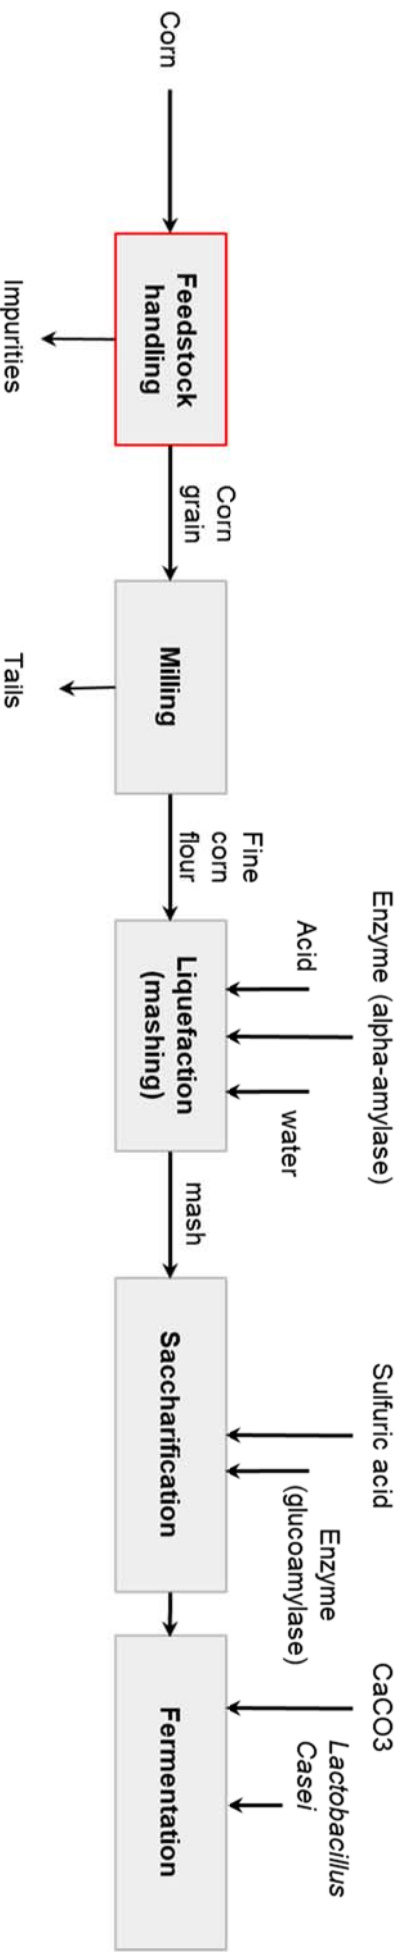 Corn
Feedstock
handling
Impurities
Corn
grain
Milling
Tails
Fine
corn
flour
Enzyme (alpha-amylase)
Acid
water
Liquefaction
(mashing)
mash
Sulfuric acid
Enzyme
(glucoamylase)
Saccharification
CaCO3
Lactobacillus
Casei
Fermentation